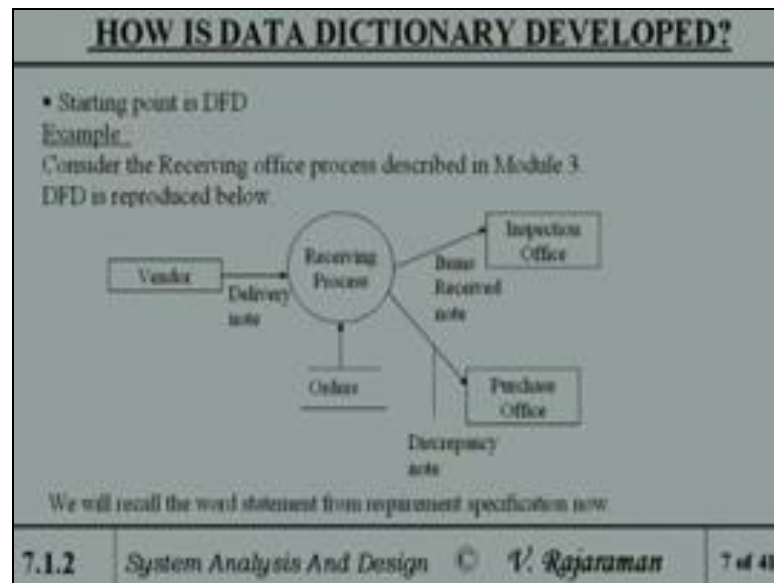 HOW IS DATA DICTIONARY DEVELOPED?
• Starting point is DFD
Example
Consider the Receiving office process described in Module 3.
DFD is reproduced below
Inspection
Office
Receiving
Process
Vendor
Items
Received
note
Delivery
note
Orders
Purchase
Office
Discrepancy
note
We will recall the word statement from requirement specification now
7.1.2
System Analysis And Design © V. Rajaraman
7 of